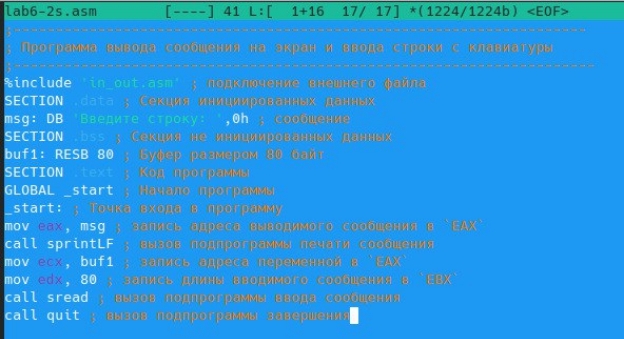 lab6-2s.asm [----] 41 L:[ 1+16 17/ 17] *(1224/1224b) <EOF>
;--------------------------------------------------------------------
; Программа вывода сообщения на экран и ввода строки с клавиатуры
;---------------------------------------------------------------------
%include 'in_out.asm' ; подключение внешнего файла
SECTION .data ; Секция инициированных данных
msg: DB 'Введите строку: ',0h ; сообщение
SECTION .bss ; Секция не инициированных данных
buf1: RESB 80 ; Буфер размером 80 байт
SECTION .text ; Код программы
GLOBAL _start ; Начало программы
_start: ; Точка входа в программу
mov eax, msg ; запись адреса выводимого сообщения в `EAX`
call sprintLF ; вызов подпрограммы печати сообщения
mov ecx, buf1 ; запись адреса переменной в `EAX`
mov edx, 80 ; запись длины вводимого сообщения в `EBX`
call sread ; вызов подпрограммы ввода сообщения
call quit ; вызов подпрограммы завершения